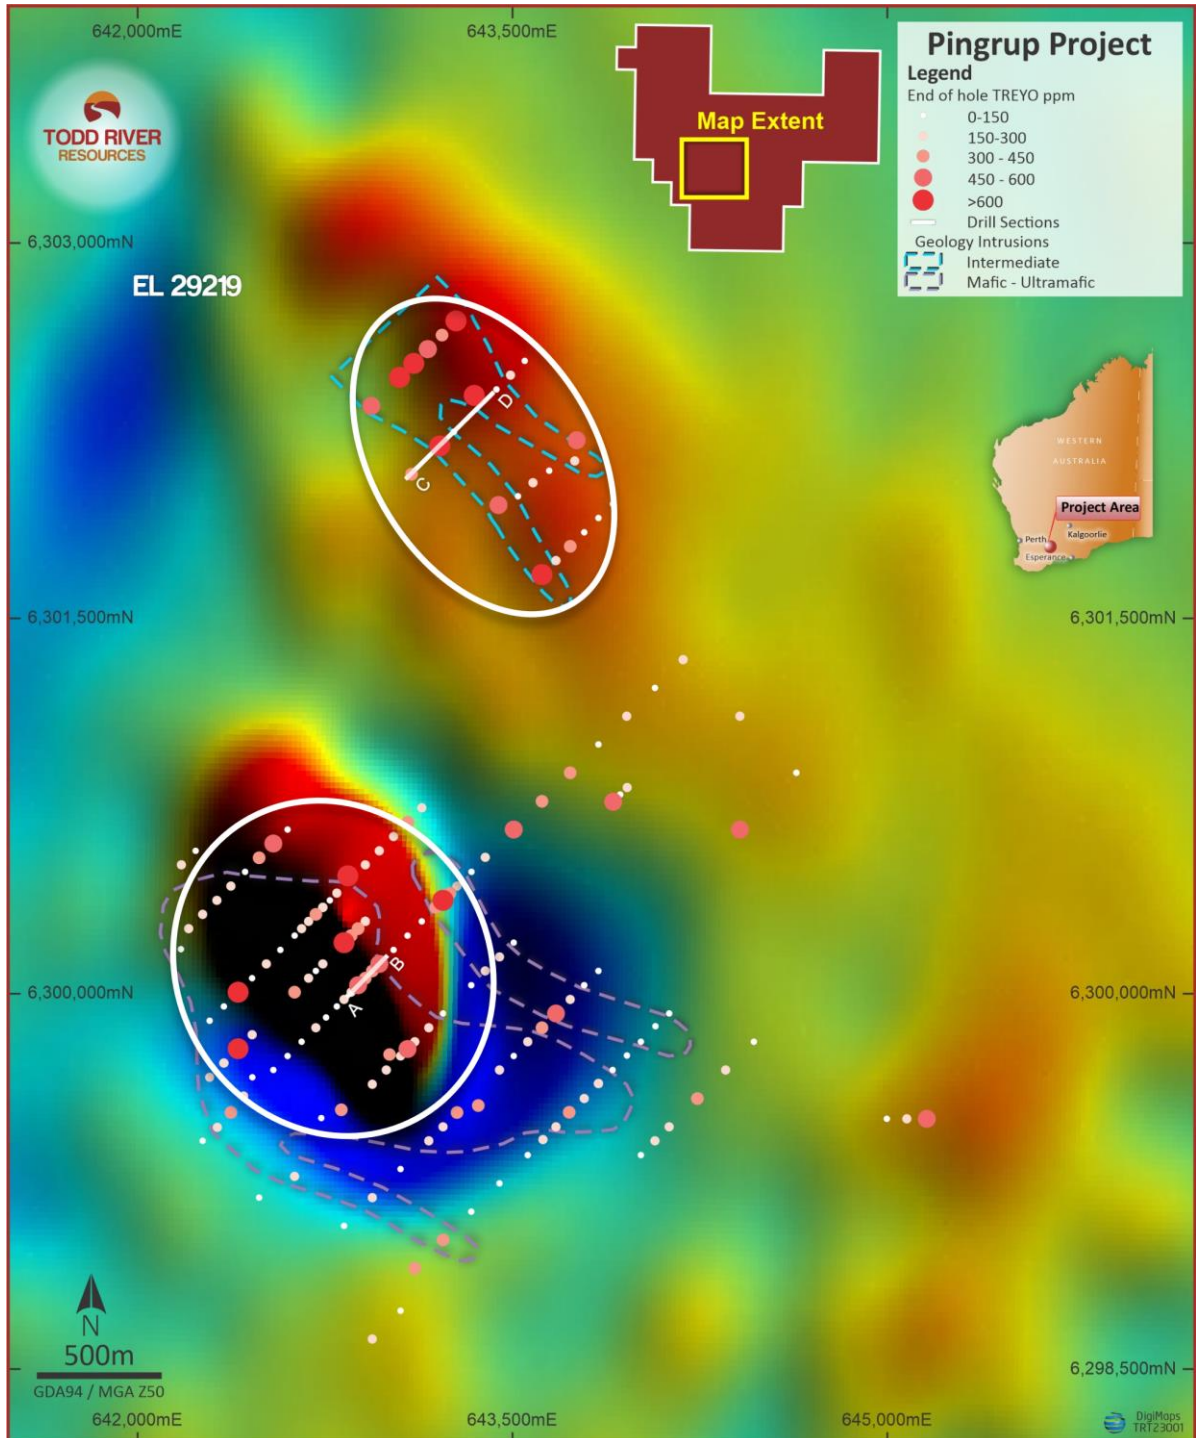 642,000mE
643,500mE
Pingrup Project
Legend
End of hole TREYO ppm
0-150
150-300
300 - 450
450 - 600
>600
Drill Sections
Geology Intrusions
Intermediate
Mafic - Ultramafic
TODD RIVER
RESOURCES
Map Extent
6,303,000mN
EL 29219
D
C
WESTERN
AUSTRALIA
Project Area
Perth
Kalgoorlie
Esperance
6,301,500mN
6,301,500mN
B
A
6,300,000mN
6,300,000mN
N
500m
GDA94 / MGA Z50
6,298,500mN
642,000mE
643,500mE
645,000mE
DigiMaps
TRT23001